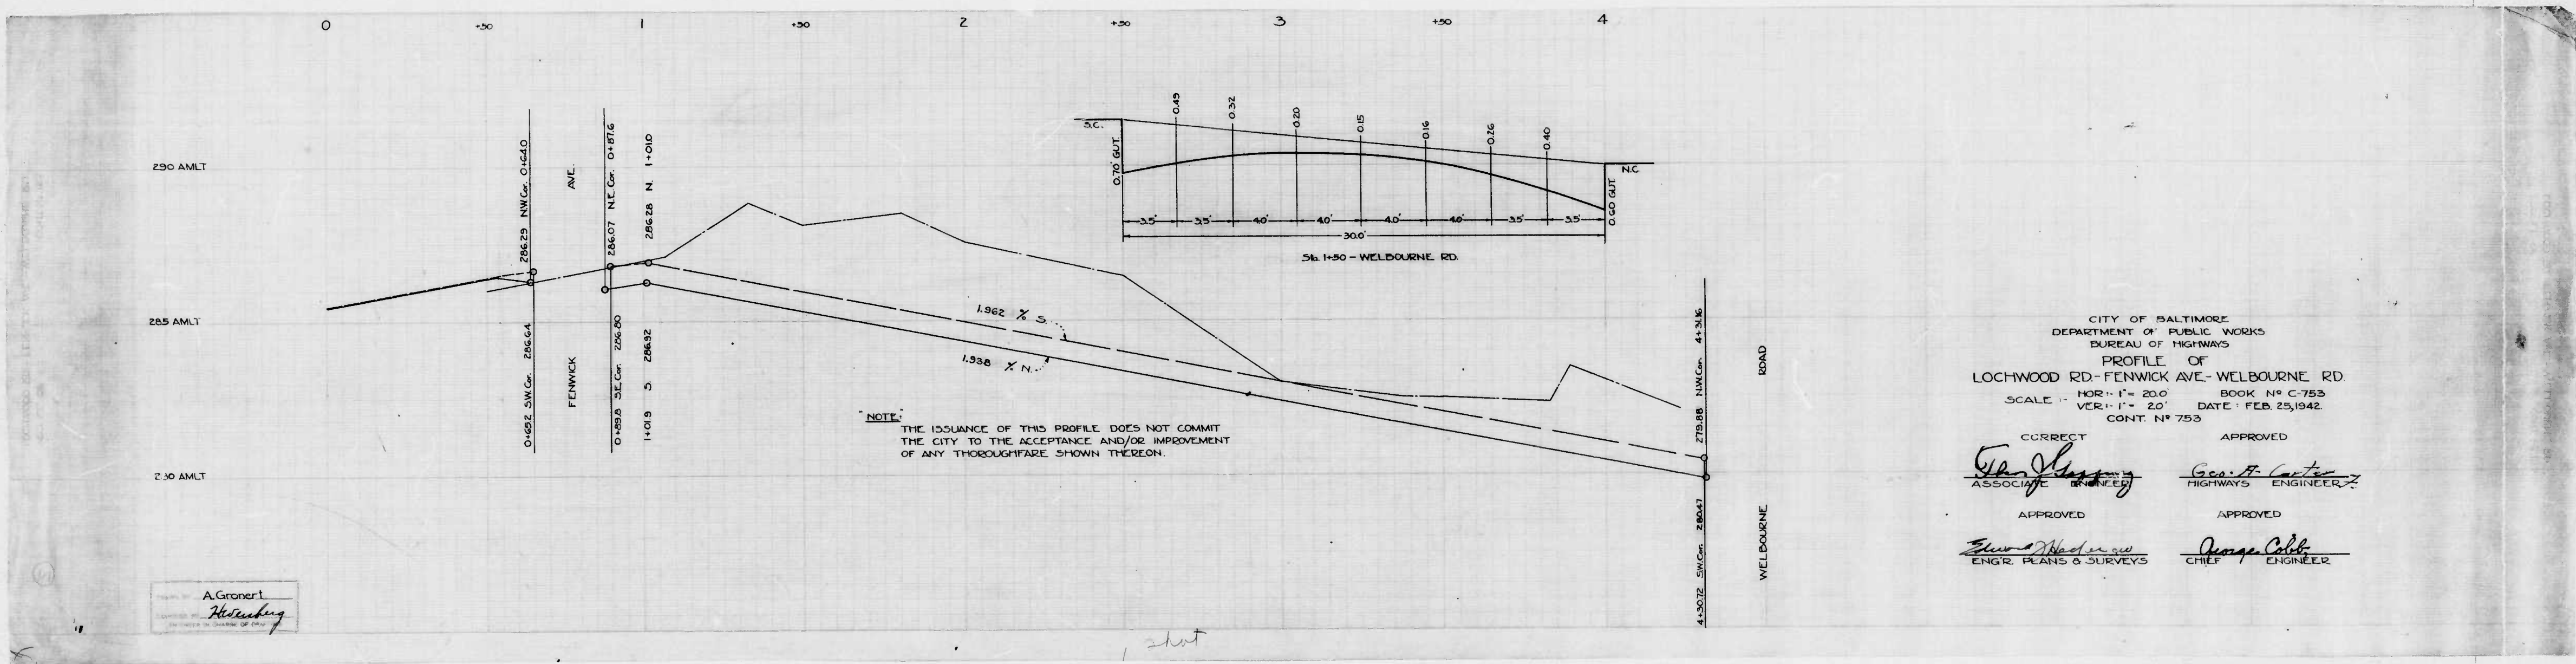 0 +50 1 +50 2 +50 3 +50 4
290 AMLT
285 AMLT
230 AMLT
0+65.2 S.W.Cor. 286.64 286.29 N.W.Cor. 0+64.0
FENWICK AVE.
0+89.8 S.E.Cor. 286.80 286.07 N.E.Cor. 0+87.6
1+01.9 S. 286.92 286.28 N. 1+01.0
1.962 % S.
1.938 % N.
"NOTE:"
THE ISSUANCE OF THIS PROFILE DOES NOT COMMIT
THE CITY TO THE ACCEPTANCE AND/OR IMPROVEMENT
OF ANY THOROUGHFARE SHOWN THEREON.
S.C.
0.70' GUT.
0.49 0.32 0.20 0.15 0.16 0.26 0.40
N.C
0.60 GUT.
3.5' 3.5' 4.0' 4.0' 4.0' 4.0' 3.5' 3.5'
30.0'
Sta. 1+50 - WELBOURNE RD.
4+30.72 S.W.Cor. 280.47 279.88 N.W.Cor. 4+31.16
WELBOURNE ROAD
CITY OF BALTIMORE
DEPARTMENT OF PUBLIC WORKS
BUREAU OF HIGHWAYS
PROFILE OF
LOCHWOOD RD.-FENWICK AVE-WELBOURNE RD.
SCALE :- HOR:- 1" = 20.0' BOOK Nº C-753
VER:- 1" = 2.0' DATE: FEB. 25, 1942.
CONT. Nº 753
CORRECT APPROVED
Geo. A. Carter
ASSOCIATE ENGINEER HIGHWAYS ENGINEER
APPROVED APPROVED
George Cobb
ENG'R. PLANS & SURVEYS CHIEF ENGINEER
A.Gronert
shot